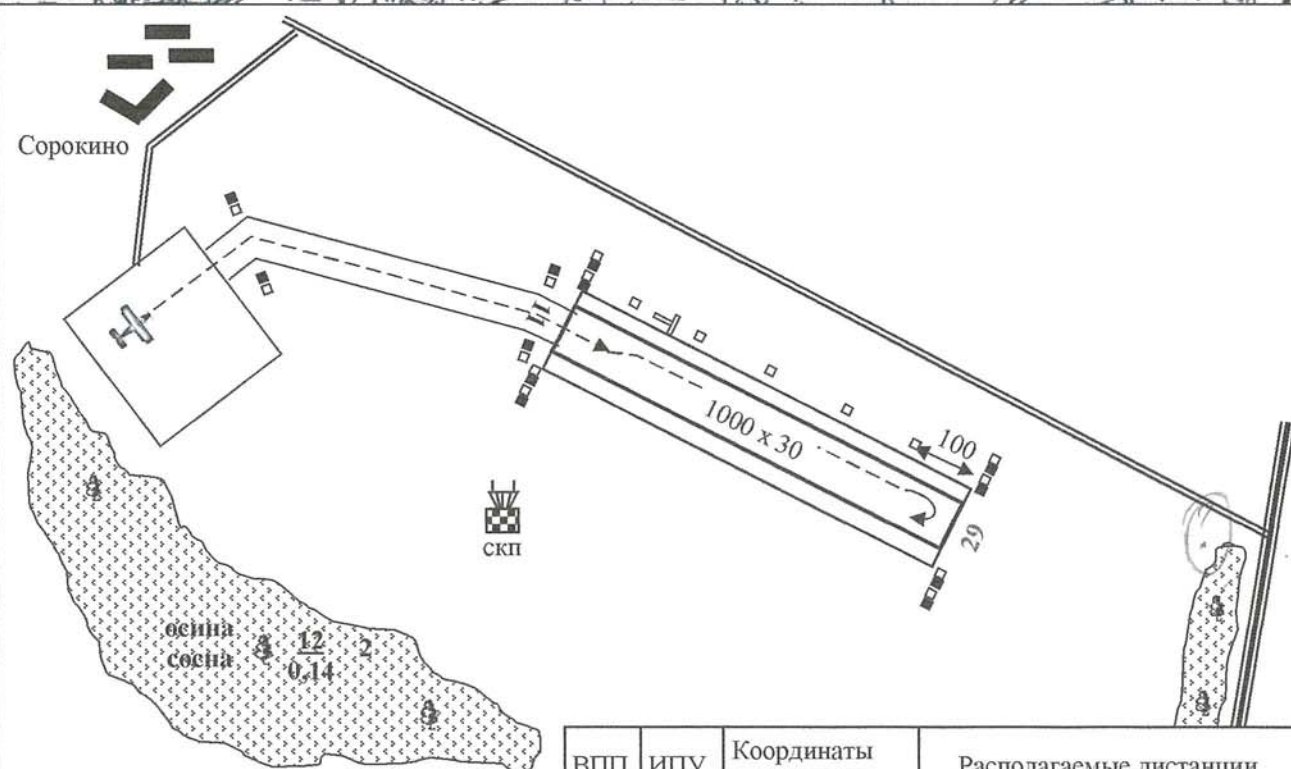 Сорокино
11
1000 x 30
100
29
СКП
осина
сосна
12
0,14
2
ВПП ИПУ Координаты Располагаемые дистанции